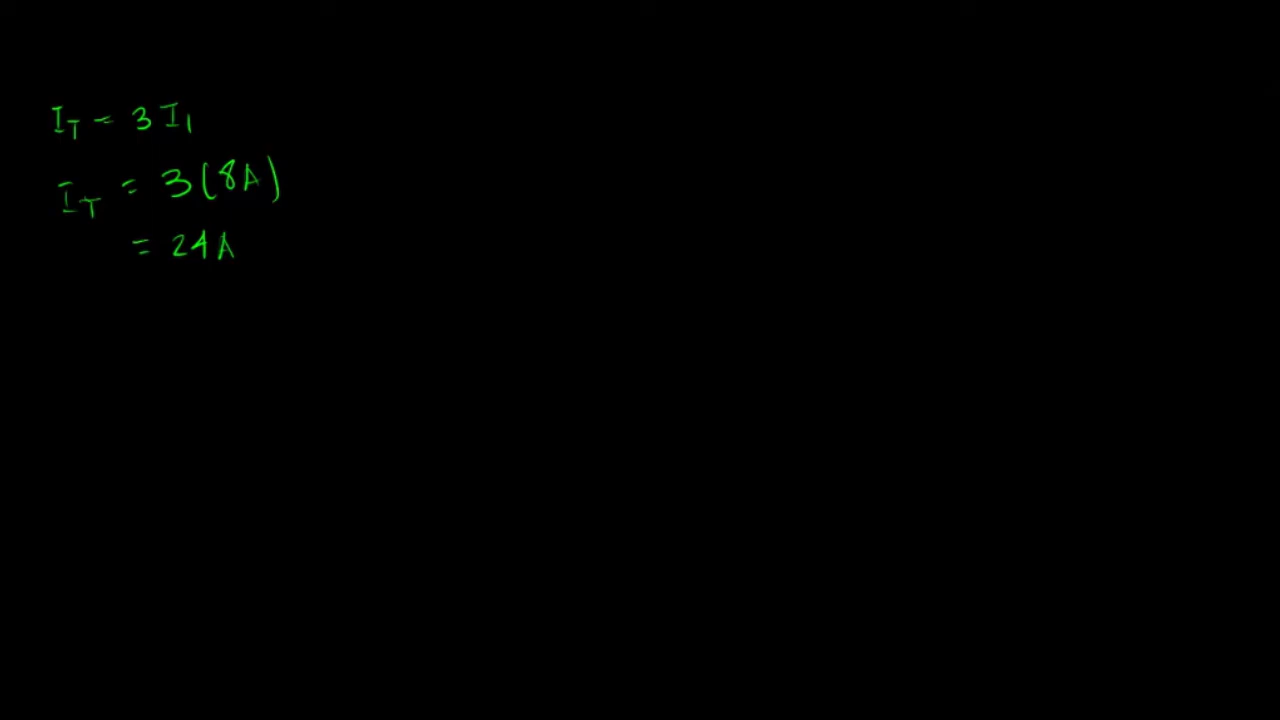 I_T = 3 I_1
I_T = 3 (8A)
= 24A